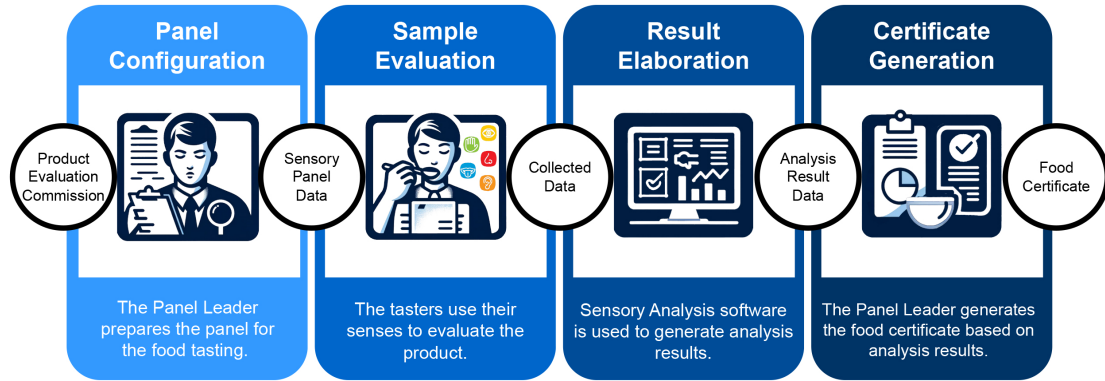 Panel
Configuration
Sample
Evaluation
Result
Elaboration
Certificate
Generation
Product
Evaluation
Commission
Sensory
Panel
Data
Collected
Data
Analysis
Result
Data
Food
Certificate
The Panel Leader
prepares the panel for
the food tasting.
The tasters use their
senses to evaluate the
product.
Sensory Analysis software
is used to generate analysis
results.
The Panel Leader generates
the food certificate based on
analysis results.